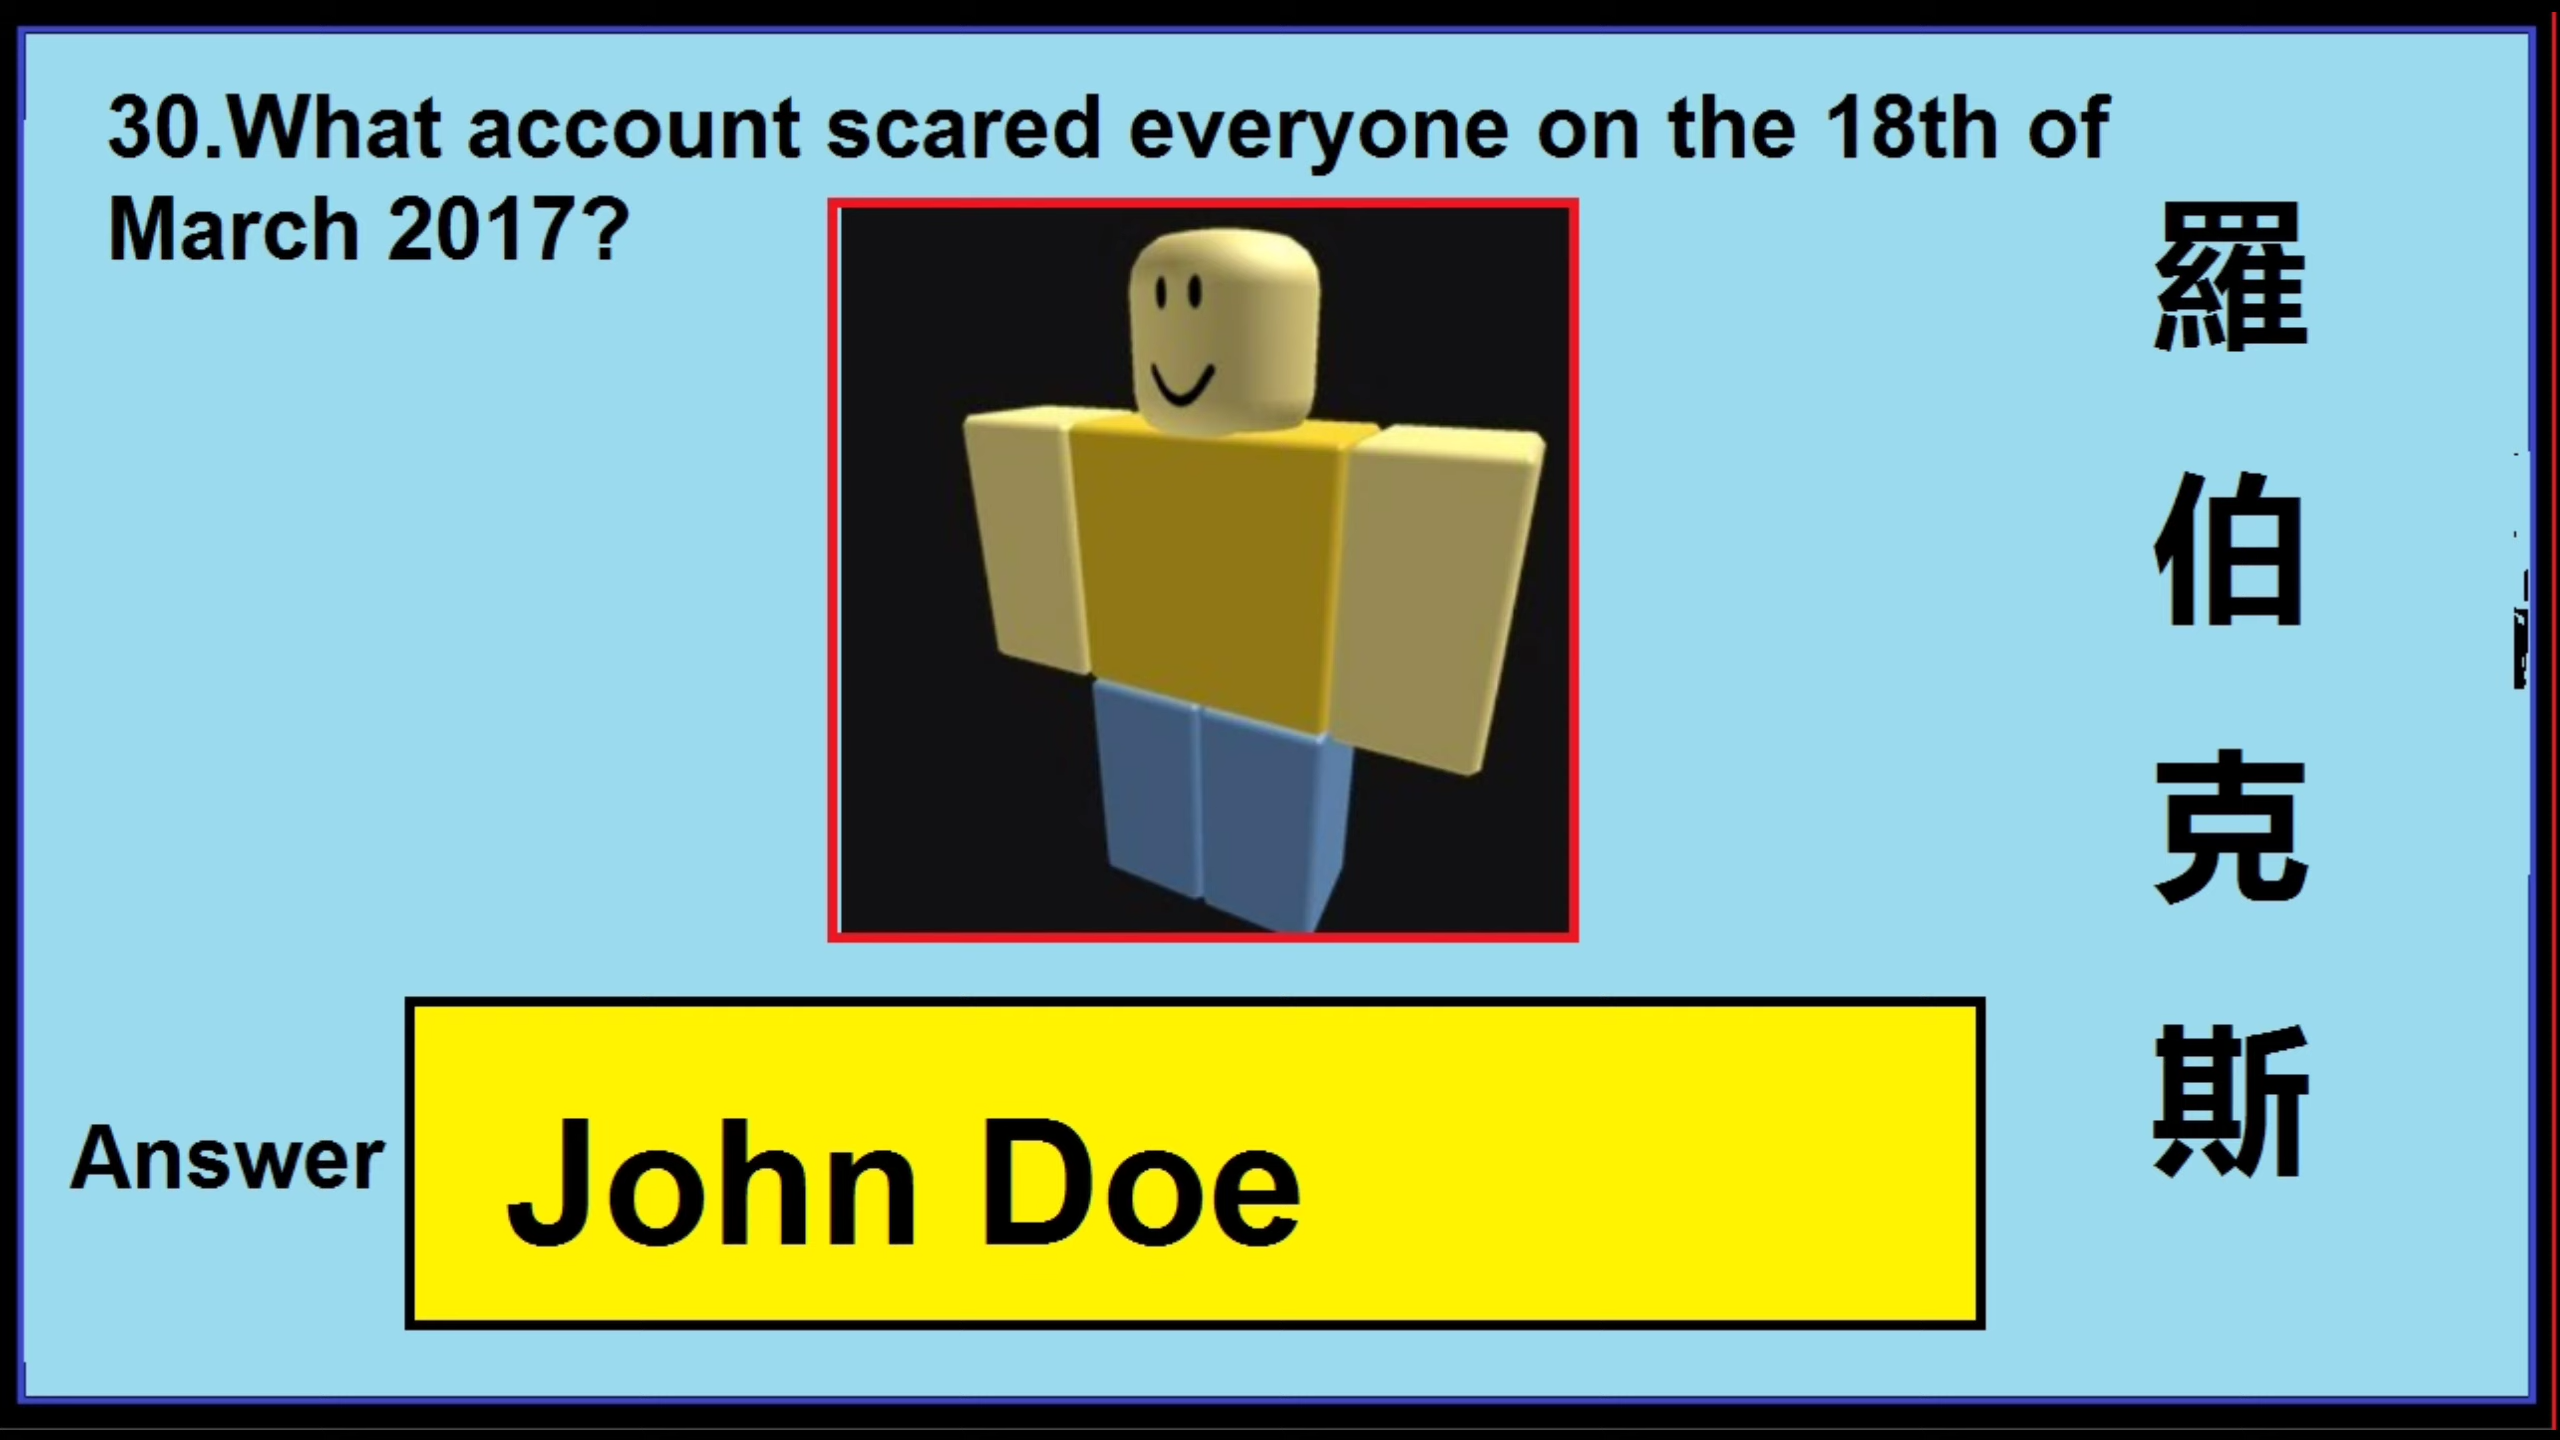 30.What account scared everyone on the 18th of
March 2017?
羅
伯
克
斯
Answer
John Doe